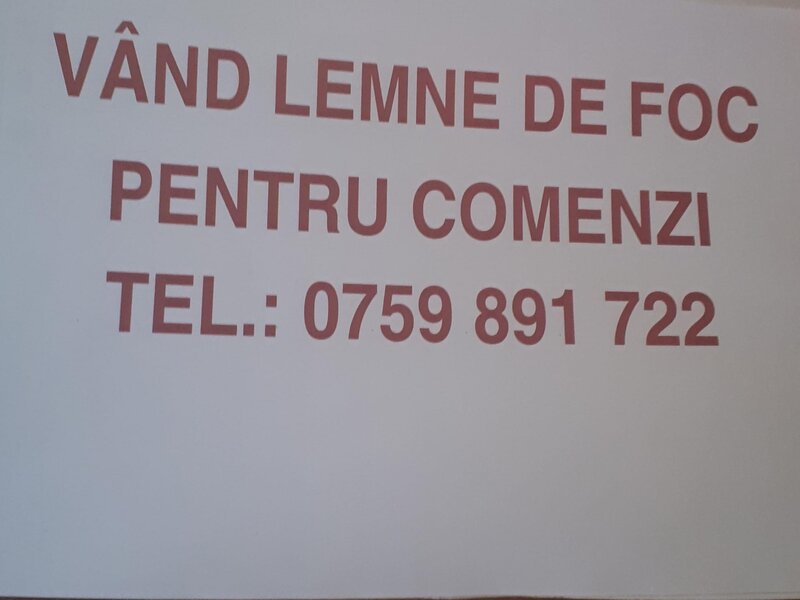 VÂND LEMNE DE FOC
PENTRU COMENZI
TEL.: 0759 891 722